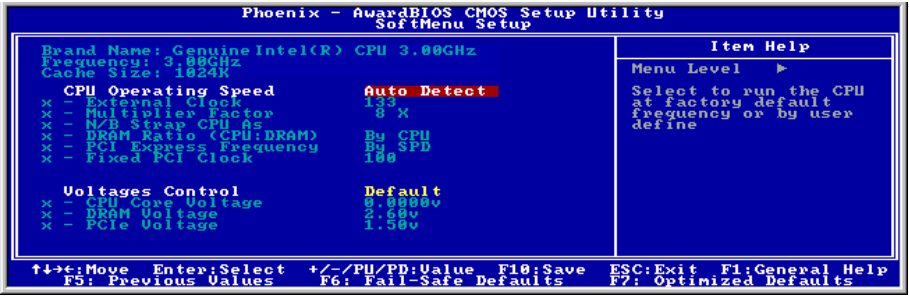 Phoenix - AwardBIOS CMOS Setup Utility
SoftMenu Setup
Brand Name: Genuine Intel(R) CPU 3.00GHz
Frequency: 3.00GHz
Cache Size: 1024K
CPU Operating Speed Auto Detect
x - External Clock 133
x - Multiplier Factor 8 X
x - N/B Strap CPU As
x - DRAM Ratio (CPU:DRAM) By CPU
x - PCI Express Frequency By SPD
x - Fixed PCI Clock 100
Voltages Control Default
x - CPU Core Voltage 0.0000v
x - DRAM Voltage 2.60v
x - PCIe Voltage 1.50v
Item Help
Menu Level ►
Select to run the CPU
at factory default
frequency or by user
define
↑↓→←:Move Enter:Select +/-/PU/PD:Value F10:Save ESC:Exit F1:General Help
F5: Previous Values F6: Fail-Safe Defaults F7: Optimized Defaults